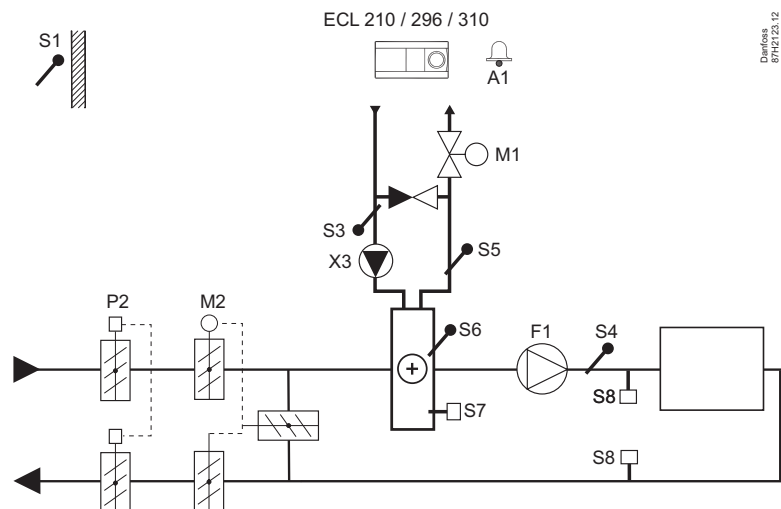 ECL 210 / 296 / 310
Danfoss
87H2123.12
S1
A1
M1
S3
X3
S5
P2
M2
S6
F1
S4
S8
S7
S8